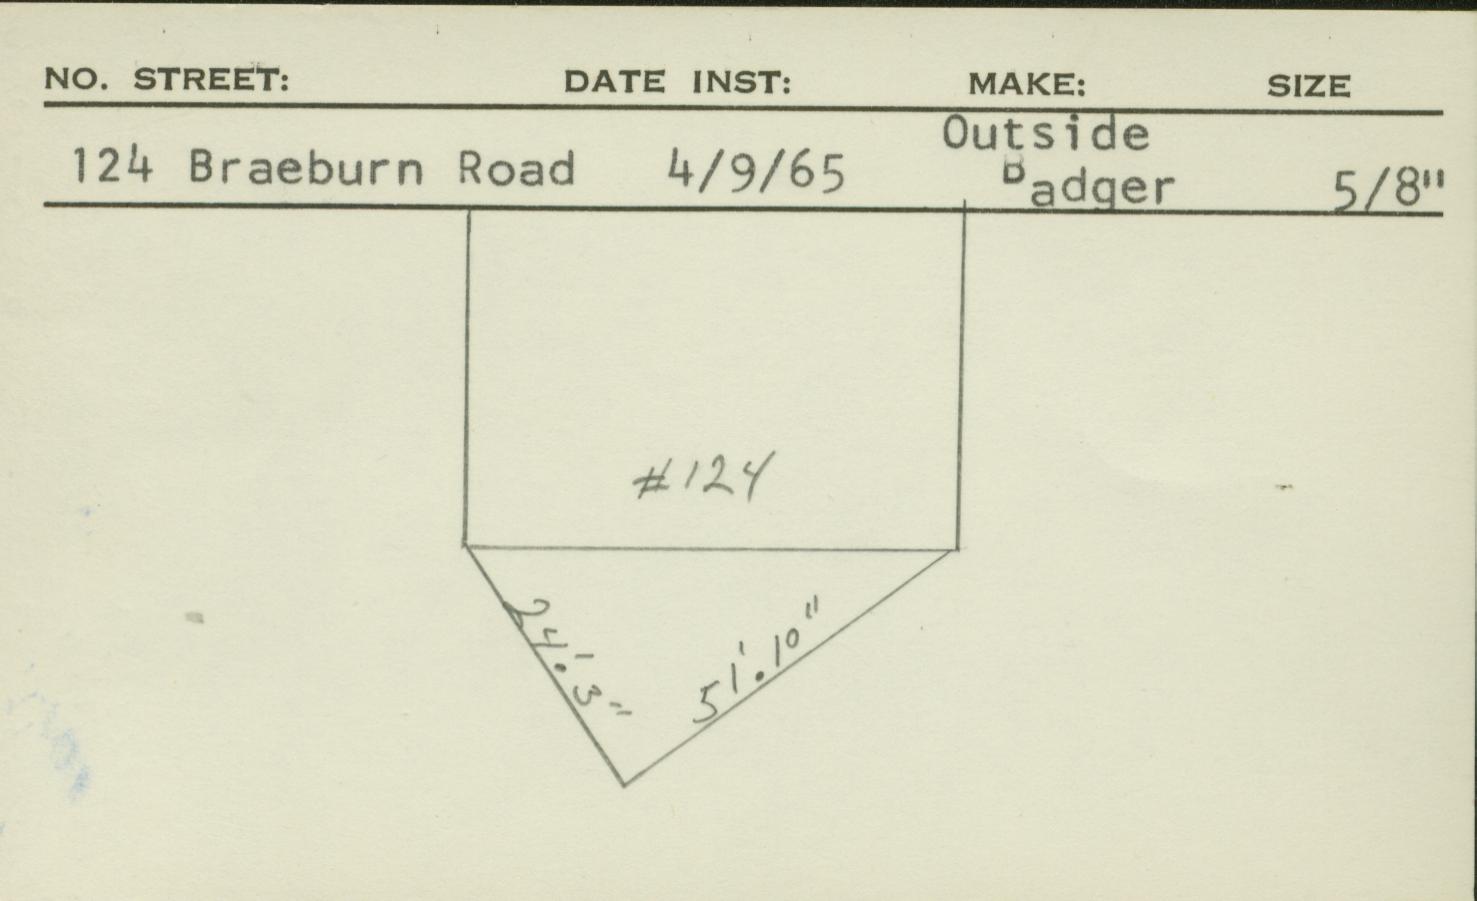 NO. STREET: DATE INST: MAKE: SIZE
Outside
124 Braeburn Road 4/9/65 Badger 5/8"
#124
24'.3"
51'.10"